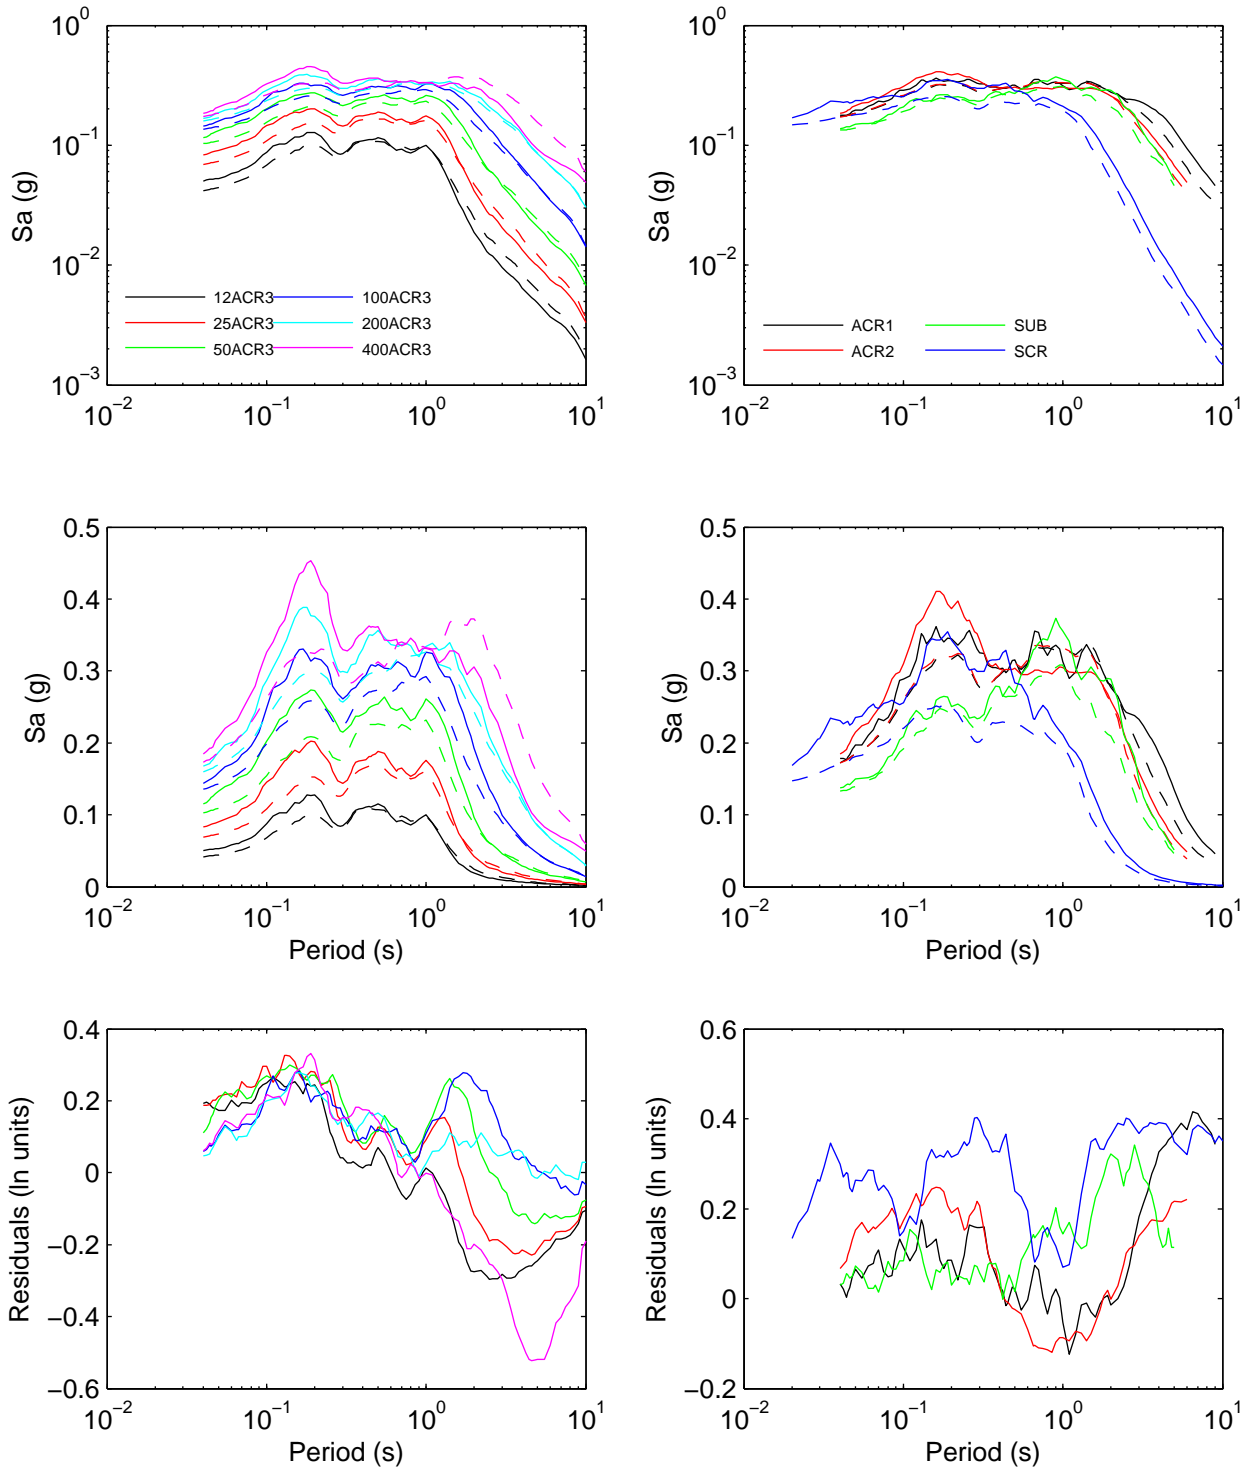 10^0
10^−1
10^−2
10^−3
Sa (g)
12ACR3 100ACR3
25ACR3 200ACR3
50ACR3 400ACR3
10^−2 10^−1 10^0 10^1
10^0
10^−1
10^−2
10^−3
Sa (g)
ACR1 SUB
ACR2 SCR
10^−2 10^−1 10^0 10^1
0.5
0.4
0.3
0.2
0.1
0
Sa (g)
10^−2 10^−1 10^0 10^1
Period (s)
0.5
0.4
0.3
0.2
0.1
0
Sa (g)
10^−2 10^−1 10^0 10^1
Period (s)
0.4
0.2
0
−0.2
−0.4
−0.6
Residuals (ln units)
10^−2 10^−1 10^0 10^1
Period (s)
0.6
0.4
0.2
0
−0.2
Residuals (ln units)
10^−2 10^−1 10^0 10^1
Period (s)